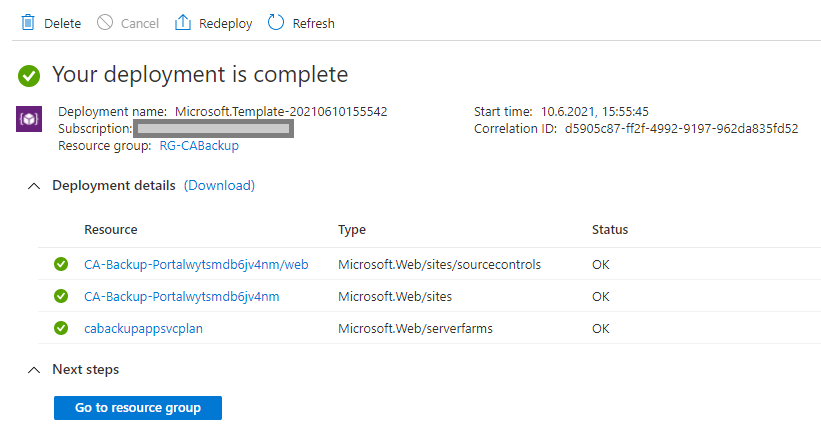 Delete Cancel Redeploy Refresh
Your deployment is complete
Deployment name: Microsoft.Template-20210610155542 Start time: 10.6.2021, 15:55:45
Subscription: Correlation ID: d5905c87-ff2f-4992-9197-962da835fd52
Resource group: RG-CABackup
Deployment details (Download)
Resource Type Status
CA-Backup-Portalwytsmdb6jv4nm/web Microsoft.Web/sites/sourcecontrols OK
CA-Backup-Portalwytsmdb6jv4nm Microsoft.Web/sites OK
cabackupappsvcplan Microsoft.Web/serverfarms OK
Next steps
Go to resource group